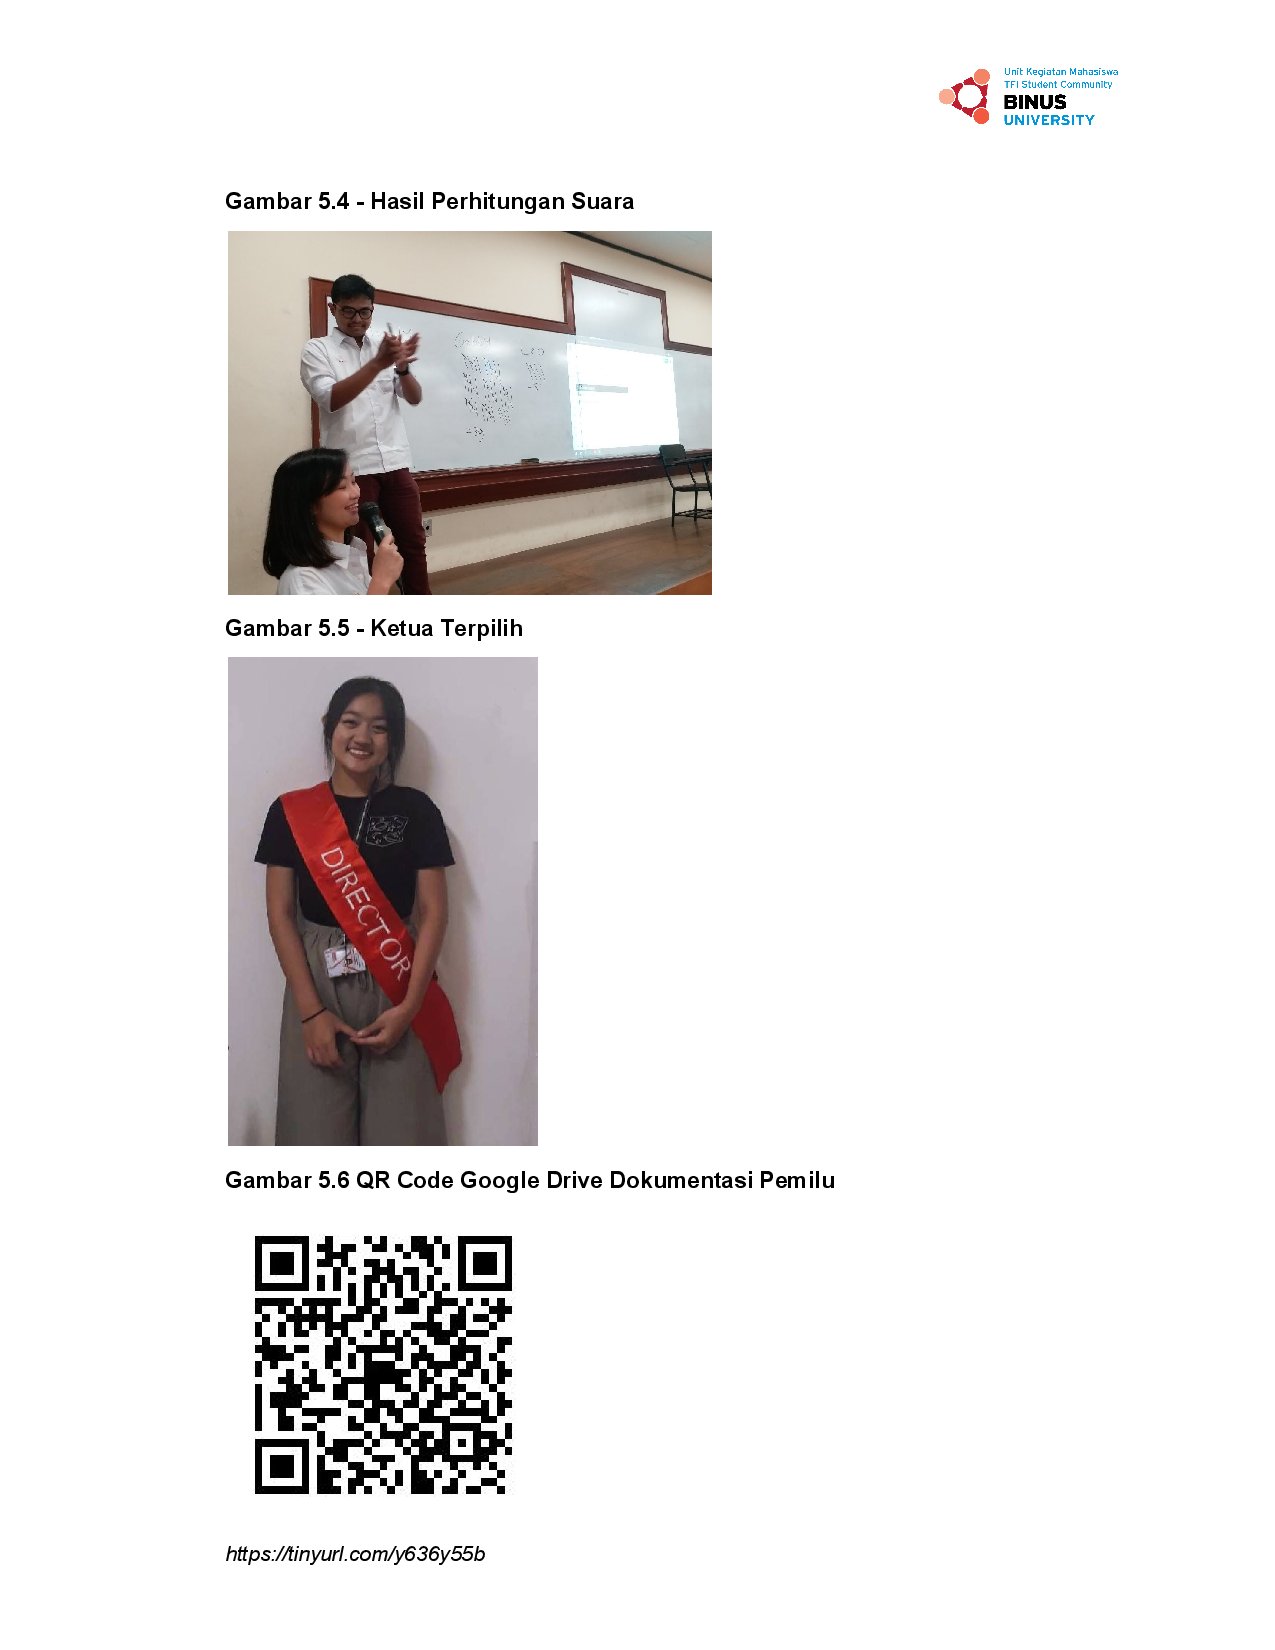 Unit Kegiatan Mahasiswa
TFI Student Community
BINUS
UNIVERSITY
Gambar 5.4 - Hasil Perhitungan Suara
Gambar 5.5 - Ketua Terpilih
DIRECTOR
Gambar 5.6 QR Code Google Drive Dokumentasi Pemilu
https://tinyurl.com/y636y55b